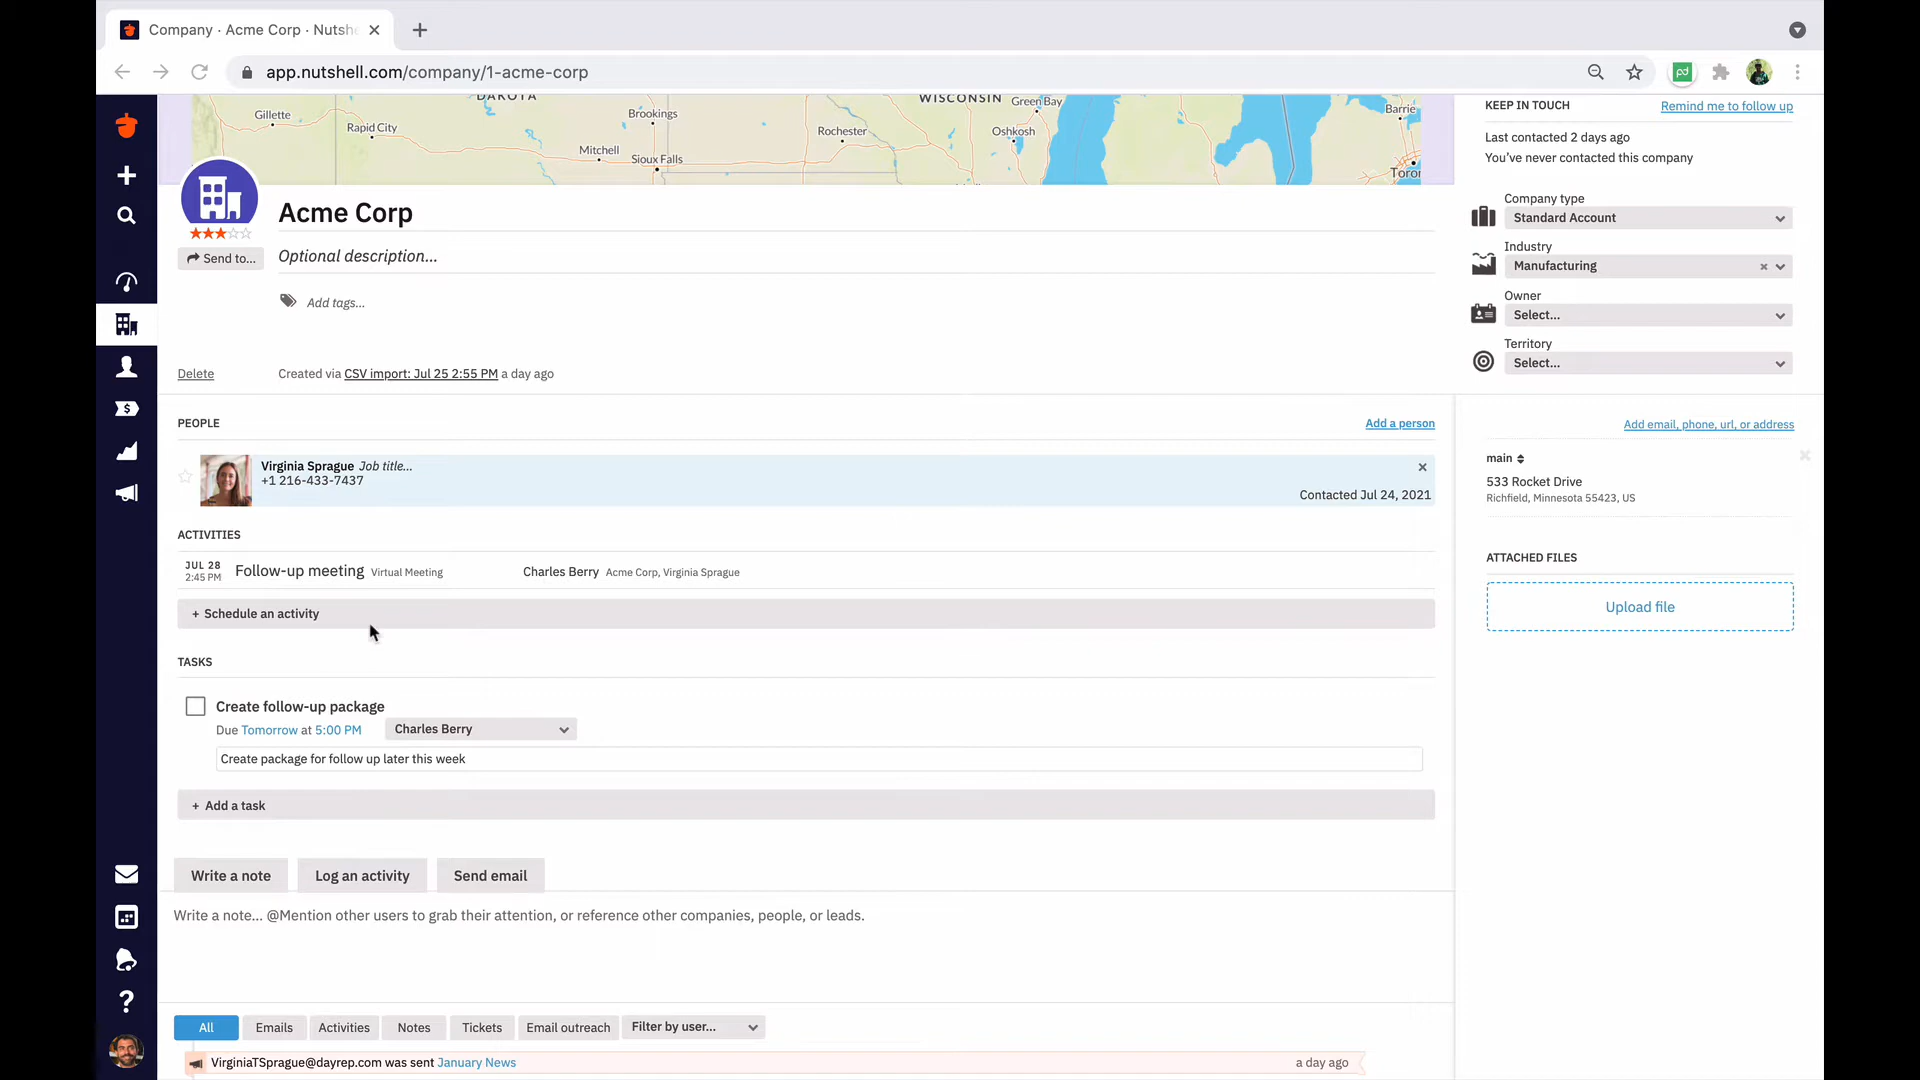 Company · Acme Corp · Nutsh
app.nutshell.com/company/1-acme-corp
DAKOTA
WISCONSIN
Green Bay
Barrie
Gillette
Brookings
Rapid City
Rochester
Oshkosh
Mitchell
Sioux Falls
Toror
KEEP IN TOUCH
Remind me to follow up
Last contacted 2 days ago
You've never contacted this company
Company type
Standard Account
Industry
Manufacturing
Owner
Select...
Territory
Select...
Acme Corp
Send to...
Optional description...
Add tags...
Delete
Created via CSV import: Jul 25 2:55 PM a day ago
PEOPLE
Add a person
Virginia Sprague Job title...
+1 216-433-7437
Contacted Jul 24, 2021
ACTIVITIES
JUL 28
2:45 PM
Follow-up meeting Virtual Meeting
Charles Berry Acme Corp, Virginia Sprague
+ Schedule an activity
TASKS
Create follow-up package
Due Tomorrow at 5:00 PM
Charles Berry
Create package for follow up later this week
+ Add a task
Write a note
Log an activity
Send email
Write a note... @Mention other users to grab their attention, or reference other companies, people, or leads.
All
Emails
Activities
Notes
Tickets
Email outreach
Filter by user...
VirginiaTSprague@dayrep.com was sent January News
a day ago
Add email, phone, url, or address
main
533 Rocket Drive
Richfield, Minnesota 55423, US
ATTACHED FILES
Upload file